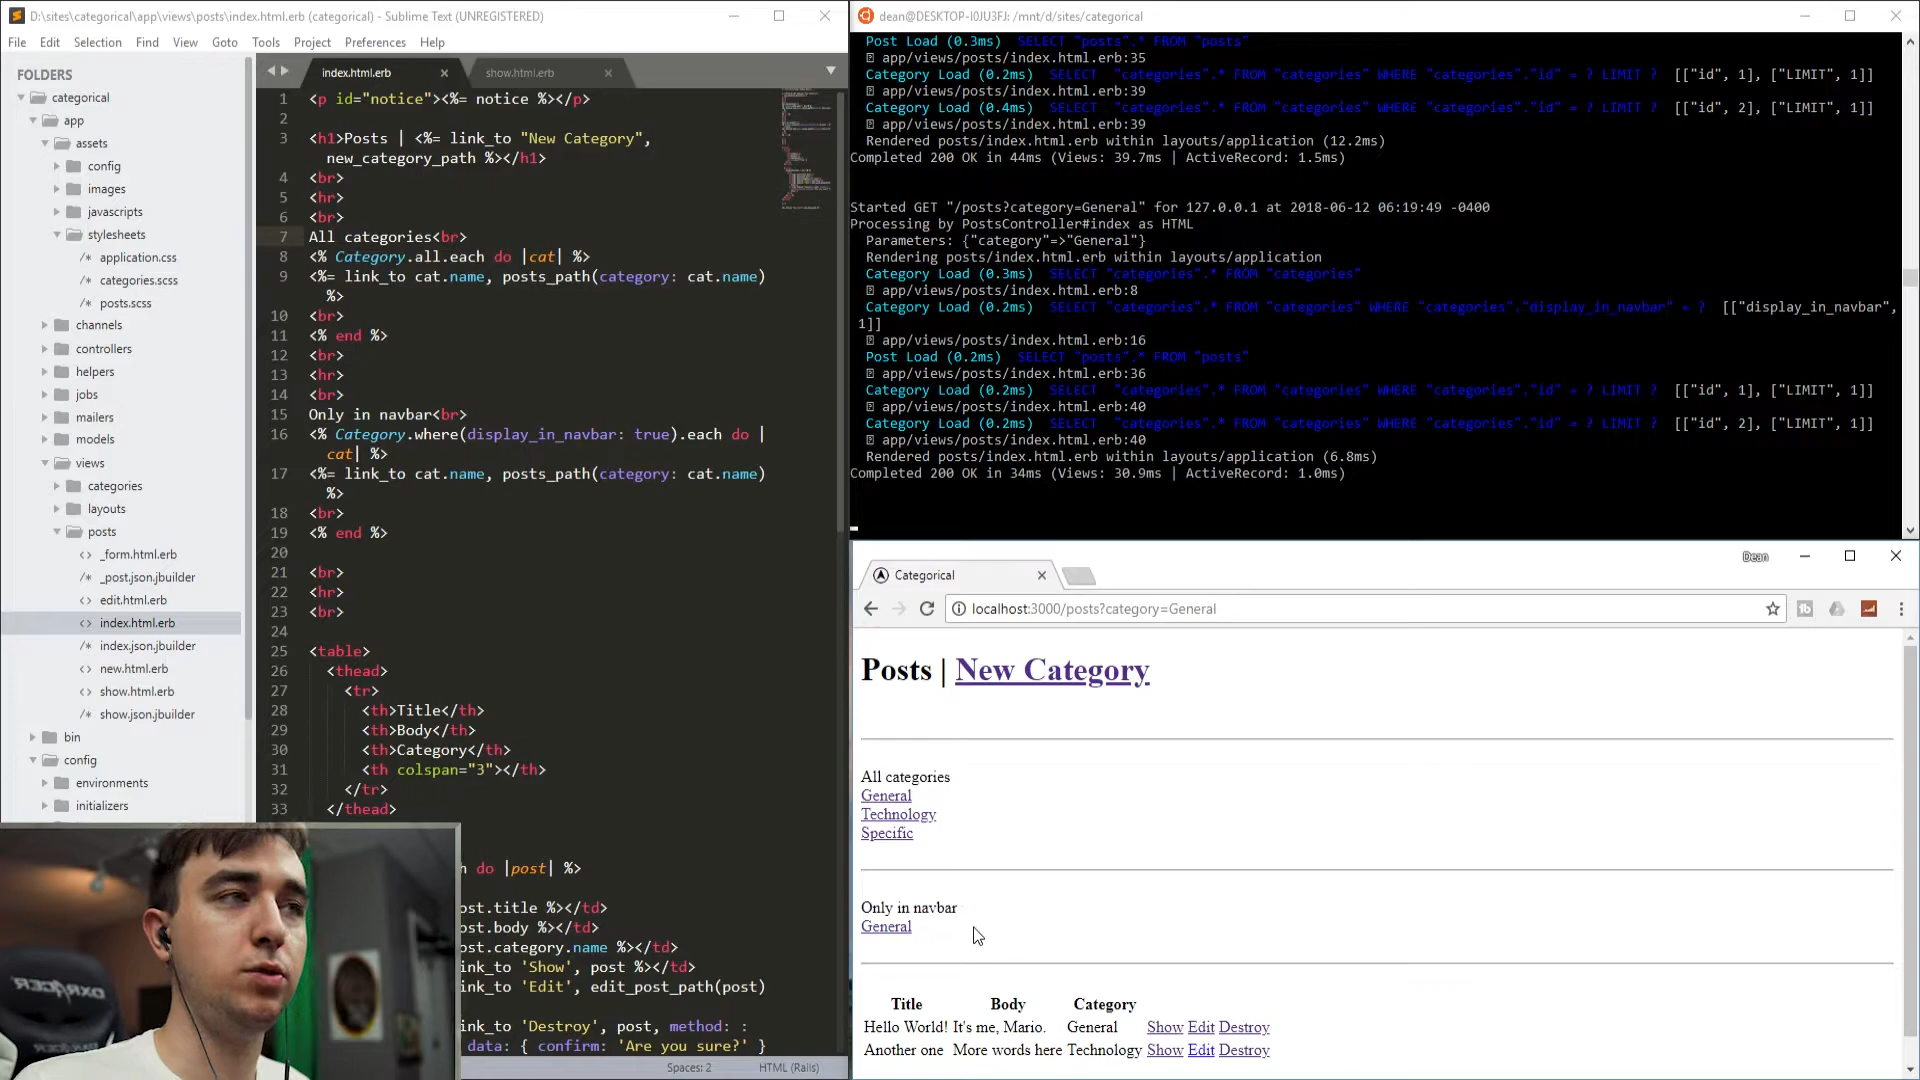 D:\sites\categorical\app\views\posts\index.html.erb (categorical) - Sublime Text (UNREGISTERED)
File Edit Selection Find View Goto Tools Project Preferences Help
FOLDERS
categorical
app
assets
config
images
javascripts
stylesheets
/* application.css
/* categories.scss
/* posts.scss
channels
controllers
helpers
jobs
mailers
models
views
categories
layouts
posts
<> _form.html.erb
/* _post.json.jbuilder
<> edit.html.erb
<> index.html.erb
/* index.json.jbuilder
<> new.html.erb
<> show.html.erb
/* show.json.jbuilder
bin
config
environments
initializers
index.html.erb
show.html.erb
1 <p id="notice"><%= notice %></p>
2
3 <h1>Posts | <%= link_to "New Category",
new_category_path %></h1>
4 <br>
5 <hr>
6 <br>
7 All categories<br>
8 <% Category.all.each do |cat| %>
9 <%= link_to cat.name, posts_path(category: cat.name)
%>
10 <br>
11 <% end %>
12 <br>
13 <hr>
14 <br>
15 Only in navbar<br>
16 <% Category.where(display_in_navbar: true).each do |
cat| %>
17 <%= link_to cat.name, posts_path(category: cat.name)
%>
18 <br>
19 <% end %>
20
21 <br>
22 <hr>
23 <br>
24
25 <table>
26 <thead>
27 <tr>
28 <th>Title</th>
29 <th>Body</th>
30 <th>Category</th>
31 <th colspan="3"></th>
32 </tr>
33 </thead>
h do |post| %>
ost.title %></td>
ost.body %></td>
ost.category.name %></td>
ink_to 'Show', post %></td>
ink_to 'Edit', edit_post_path(post)
ink_to 'Destroy', post, method: :
data: { confirm: 'Are you sure?' }
Spaces: 2 HTML (Rails)
DXRACER
dean@DESKTOP-I0JU3FJ: /mnt/d/sites/categorical
Post Load (0.3ms) SELECT "posts".* FROM "posts"
app/views/posts/index.html.erb:35
Category Load (0.2ms) SELECT "categories".* FROM "categories" WHERE "categories"."id" = ? LIMIT ? [["id", 1], ["LIMIT", 1]]
app/views/posts/index.html.erb:39
Category Load (0.4ms) SELECT "categories".* FROM "categories" WHERE "categories"."id" = ? LIMIT ? [["id", 2], ["LIMIT", 1]]
app/views/posts/index.html.erb:39
Rendered posts/index.html.erb within layouts/application (12.2ms)
Completed 200 OK in 44ms (Views: 39.7ms | ActiveRecord: 1.5ms)
Started GET "/posts?category=General" for 127.0.0.1 at 2018-06-12 06:19:49 -0400
Processing by PostsController#index as HTML
Parameters: {"category"=>"General"}
Rendering posts/index.html.erb within layouts/application
Category Load (0.3ms) SELECT "categories".* FROM "categories"
app/views/posts/index.html.erb:8
Category Load (0.2ms) SELECT "categories".* FROM "categories" WHERE "categories"."display_in_navbar" = ? [["display_in_navbar",
1]]
app/views/posts/index.html.erb:16
Post Load (0.2ms) SELECT "posts".* FROM "posts"
app/views/posts/index.html.erb:36
Category Load (0.2ms) SELECT "categories".* FROM "categories" WHERE "categories"."id" = ? LIMIT ? [["id", 1], ["LIMIT", 1]]
app/views/posts/index.html.erb:40
Category Load (0.2ms) SELECT "categories".* FROM "categories" WHERE "categories"."id" = ? LIMIT ? [["id", 2], ["LIMIT", 1]]
app/views/posts/index.html.erb:40
Rendered posts/index.html.erb within layouts/application (6.8ms)
Completed 200 OK in 34ms (Views: 30.9ms | ActiveRecord: 1.0ms)
Dean
Categorical
localhost:3000/posts?category=General
Posts | New Category
All categories
General
Technology
Specific
Only in navbar
General
Title Body Category
Hello World! It's me, Mario. General Show Edit Destroy
Another one More words here Technology Show Edit Destroy